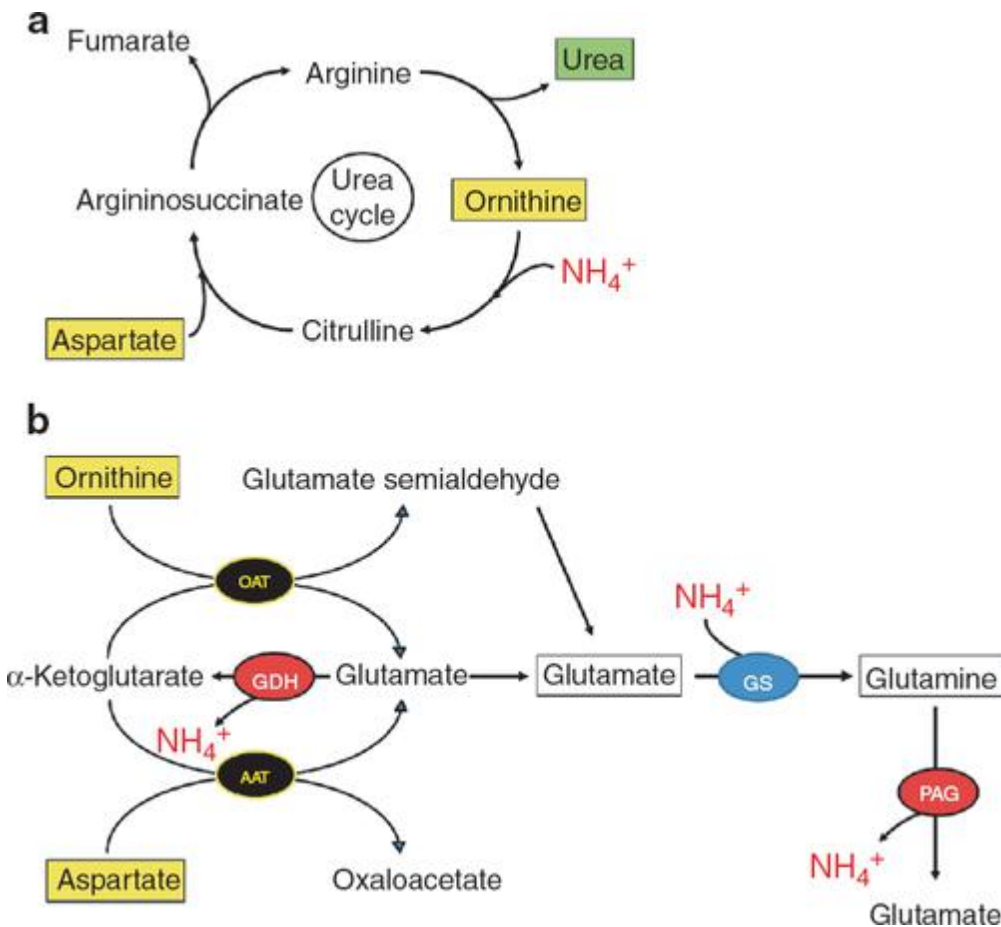 a
Fumarate
Arginine
Urea
Argininosuccinate
Urea
cycle
Ornithine
NH₄⁺
Aspartate
Citrulline
b
Ornithine
Glutamate semialdehyde
OAT
NH₄⁺
α-Ketoglutarate
GDH
Glutamate
Glutamate
GS
Glutamine
NH₄⁺
AAT
PAG
NH₄⁺
Aspartate
Oxaloacetate
Glutamate